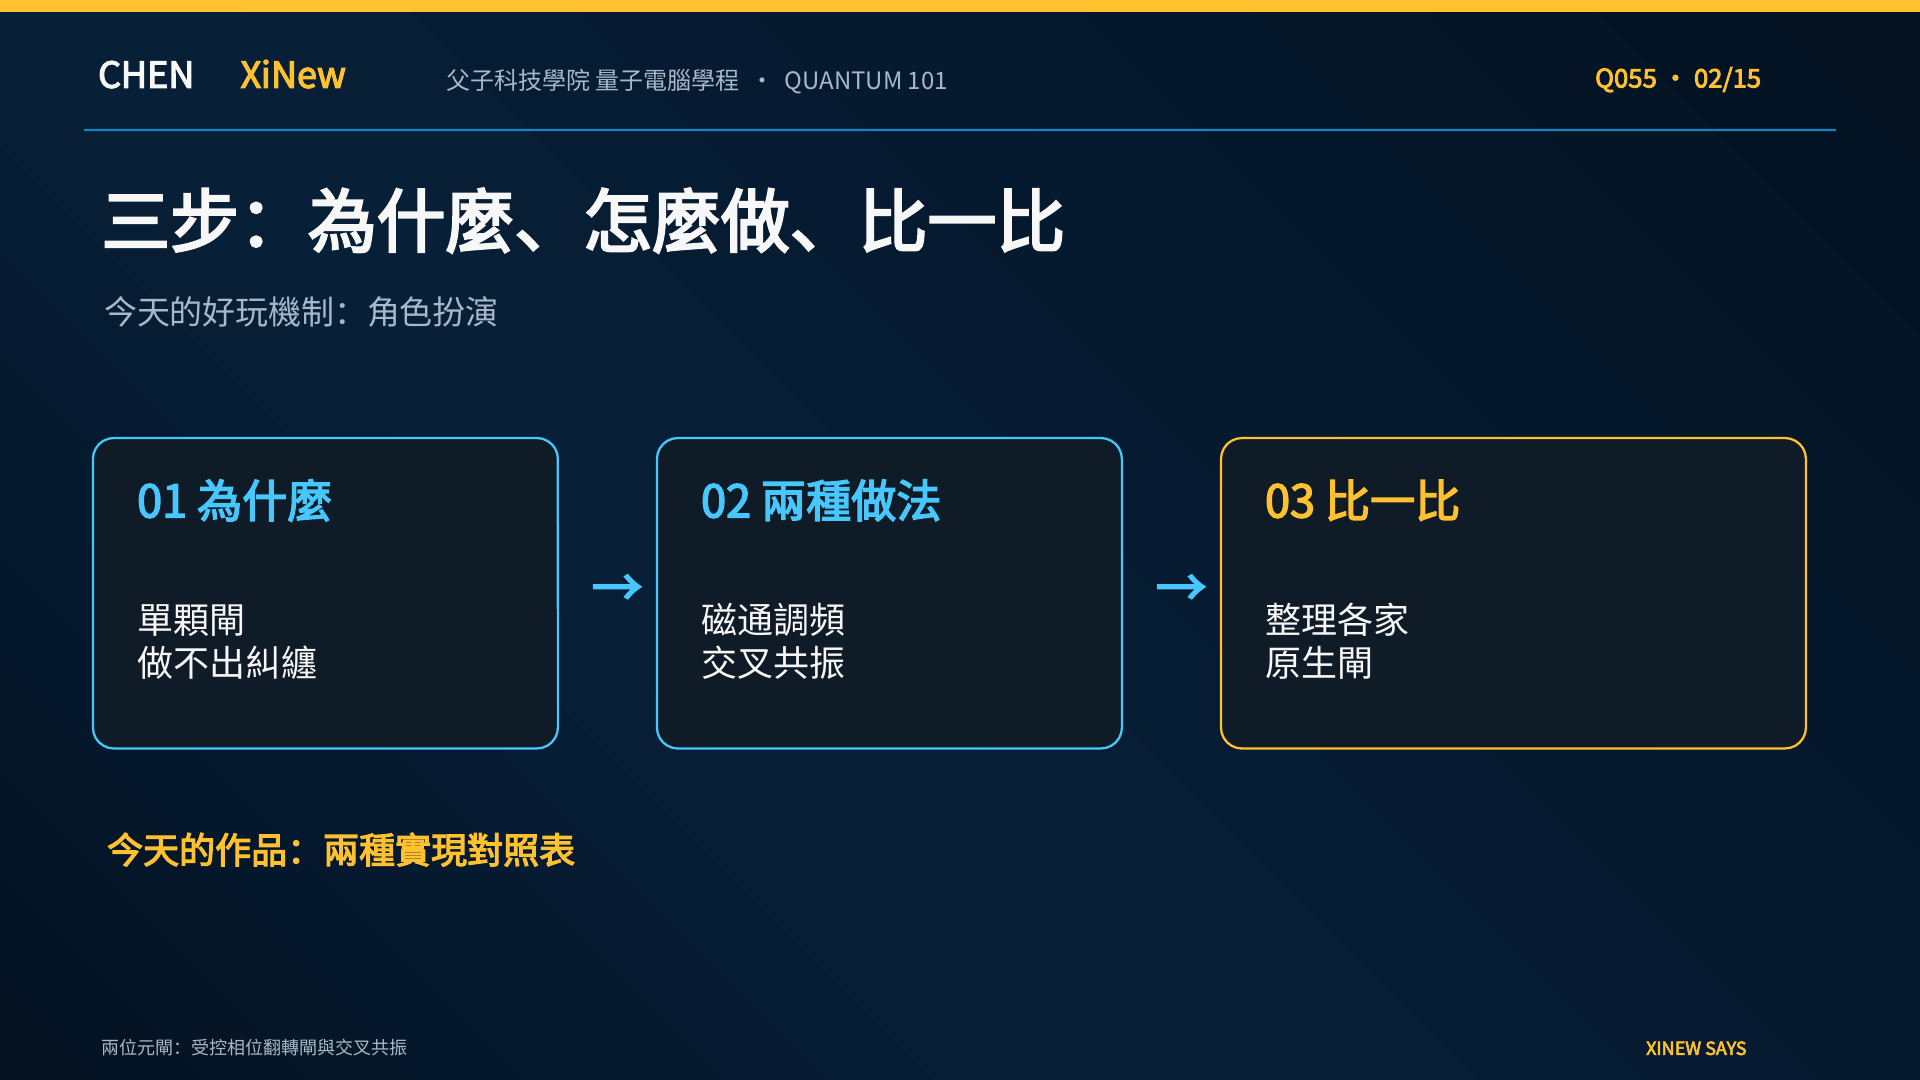 CHEN XiNew 父子科技學院 量子電腦學程 · QUANTUM 101
Q055 · 02/15
三步：為什麼、怎麼做、比一比
今天的好玩機制：角色扮演
01 為什麼
單顆閘
做不出糾纏
→
02 兩種做法
磁通調頻
交叉共振
→
03 比一比
整理各家
原生閘
今天的作品：兩種實現對照表
兩位元閘：受控相位翻轉閘與交叉共振
XINEW SAYS